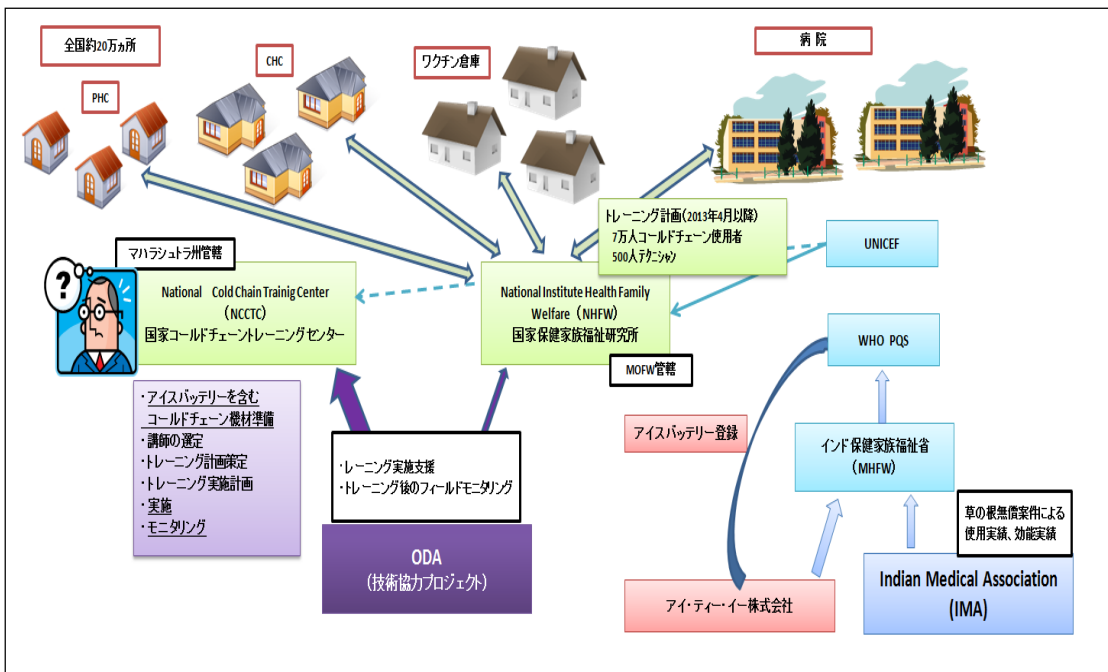 全国約20万ヵ所
PHC
CHC
ワクチン倉庫
病 院
トレーニング計画(2013年4月以降)
7万人コールドチェーン使用者
500人テクニシャン
UNICEF
マハラシュトラ州管轄
?
National Cold Chain Trainig Center
（NCCTC）
国家コールドチェーントレーニングセンター
National Institute Health Family
Welfare（NHFW）
国家保健家族福祉研究所
MOFW管轄
WHO PQS
・アイスバッテリーを含む
コールドチェーン機材準備
・講師の選定
・トレーニング計画策定
・トレーニング実施計画
・実施
・モニタリング
・レーニング実施支援
・トレーニング後のフィールドモニタリング
ODA
（技術協力プロジェクト）
アイスバッテリー登録
インド保健家族福祉省
（MHFW）
草の根無償案件による
使用実績、効能実績
アイ・ティー・イー株式会社
Indian Medical Association
(IMA)